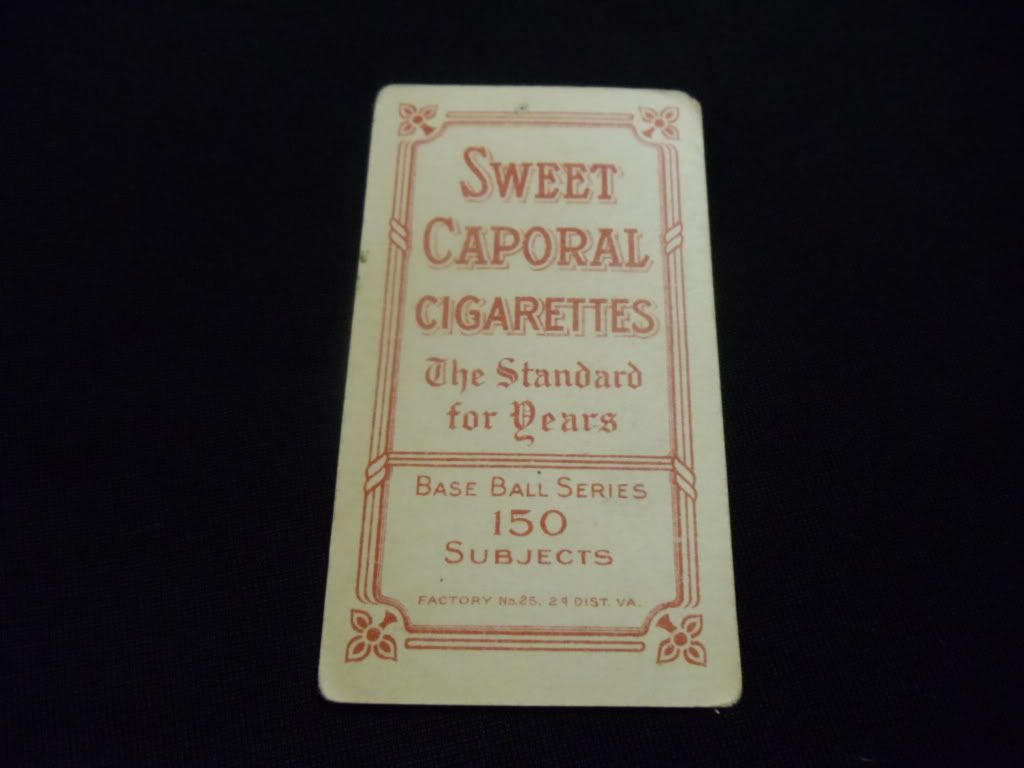 SWEET
CAPORAL
CIGARETTES
The Standard
for Years
BASE BALL SERIES
150
SUBJECTS
FACTORY No. 25, 2d DIST. VA.